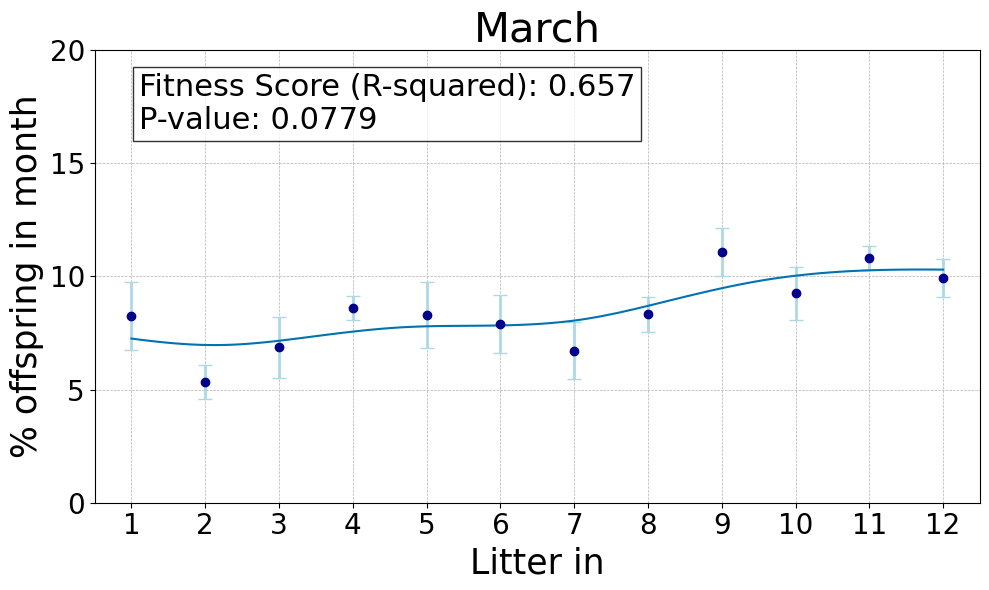 March
Fitness Score (R-squared): 0.657
P-value: 0.0779
% offspring in month
20
15
10
5
0
1 2 3 4 5 6 7 8 9 10 11 12
Litter in